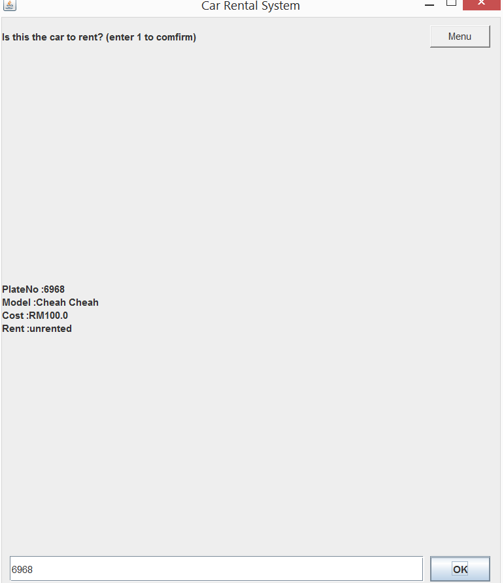 Car Rental System
Is this the car to rent? (enter 1 to comfirm)
Menu
PlateNo :6968
Model :Cheah Cheah
Cost :RM100.0
Rent :unrented
6968
OK